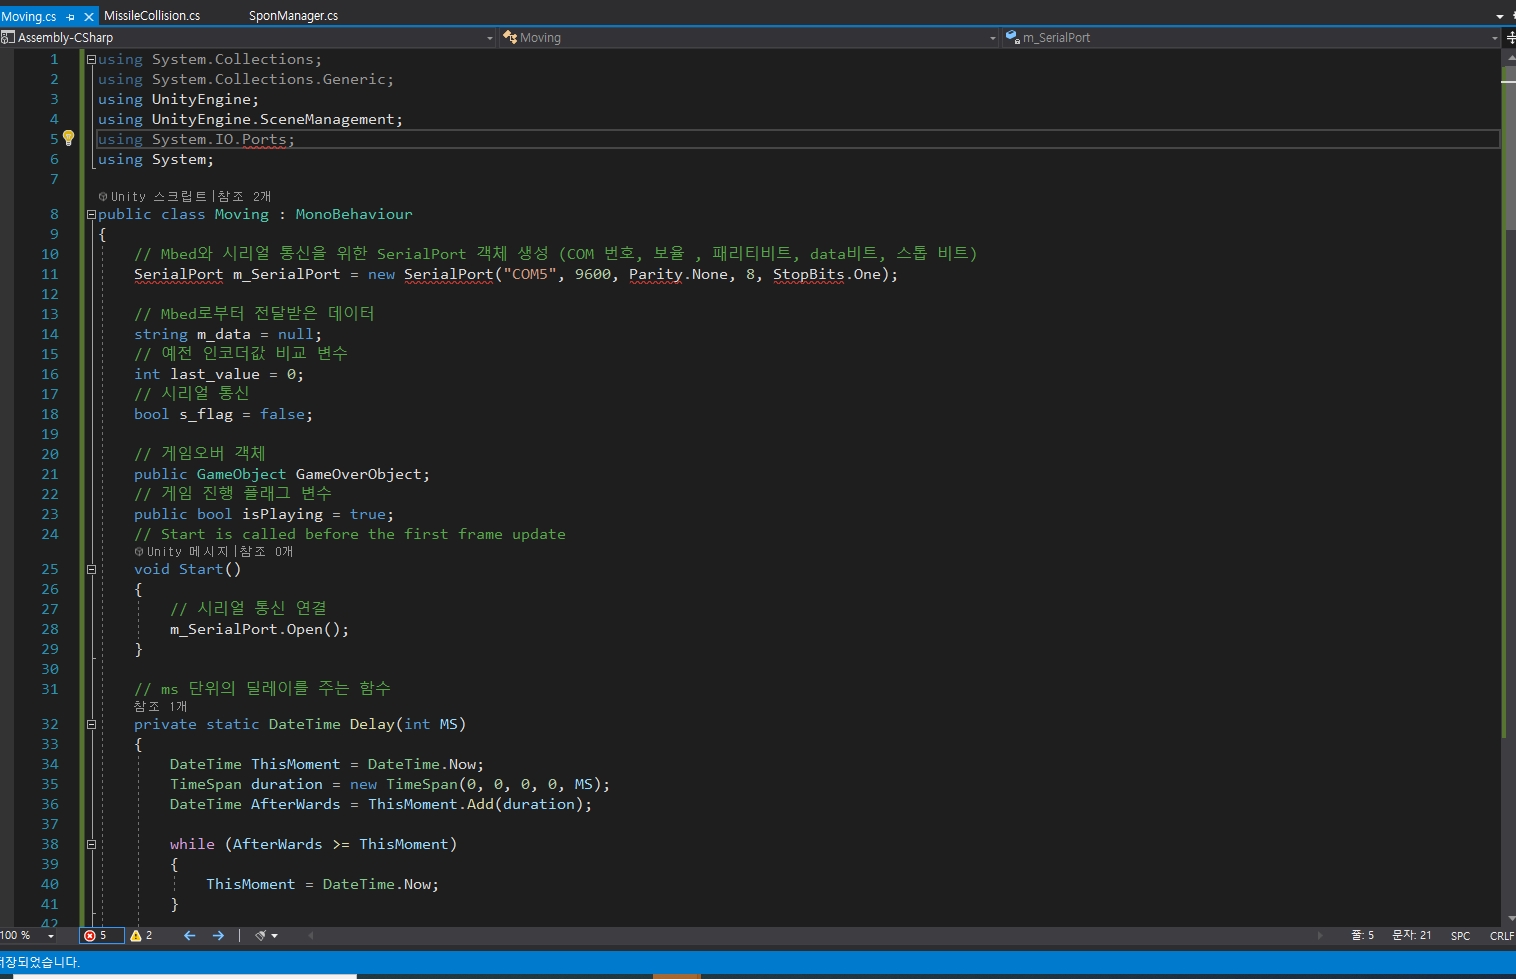 Moving.cs MissileCollision.cs SponManager.cs
Assembly-CSharp Moving m_SerialPort
1 using System.Collections;
2 using System.Collections.Generic;
3 using UnityEngine;
4 using UnityEngine.SceneManagement;
5 using System.IO.Ports;
6 using System;
7
Unity 스크립트|참조 2개
8 public class Moving : MonoBehaviour
9 {
10 // Mbed와 시리얼 통신을 위한 SerialPort 객체 생성 (COM 번호, 보율 , 패리티비트, data비트, 스톱 비트)
11 SerialPort m_SerialPort = new SerialPort("COM5", 9600, Parity.None, 8, StopBits.One);
12
13 // Mbed로부터 전달받은 데이터
14 string m_data = null;
15 // 예전 인코더값 비교 변수
16 int last_value = 0;
17 // 시리얼 통신
18 bool s_flag = false;
19
20 // 게임오버 객체
21 public GameObject GameOverObject;
22 // 게임 진행 플래그 변수
23 public bool isPlaying = true;
24 // Start is called before the first frame update
Unity 메시지|참조 0개
25 void Start()
26 {
27 // 시리얼 통신 연결
28 m_SerialPort.Open();
29 }
30
31 // ms 단위의 딜레이를 주는 함수
참조 1개
32 private static DateTime Delay(int MS)
33 {
34 DateTime ThisMoment = DateTime.Now;
35 TimeSpan duration = new TimeSpan(0, 0, 0, 0, MS);
36 DateTime AfterWards = ThisMoment.Add(duration);
37
38 while (AfterWards >= ThisMoment)
39 {
40 ThisMoment = DateTime.Now;
41 }
42
100 % 5 2 줄: 5 문자: 21 SPC CRLF
저장되었습니다.